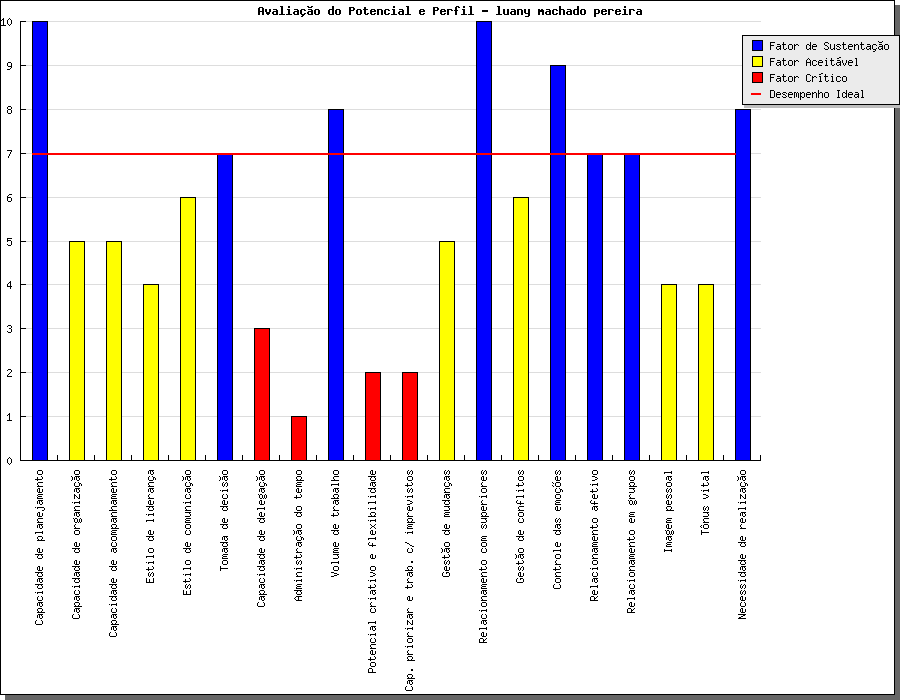 Avaliação do Potencial e Perfil - luany machado pereira
Fator de Sustentação
Fator Aceitável
Fator Crítico
Desempenho Ideal
10
9
8
7
6
5
4
3
2
1
0
Capacidade de planejamento
Capacidade de organização
Capacidade de acompanhamento
Estilo de liderança
Estilo de comunicação
Tomada de decisão
Capacidade de delegação
Administração do tempo
Volume de trabalho
Potencial criativo e flexibilidade
Cap. priorizar e trab. c/ imprevistos
Gestão de mudanças
Relacionamento com superiores
Gestão de conflitos
Controle das emoções
Relacionamento afetivo
Relacionamento em grupos
Imagem pessoal
Tônus vital
Necessidade de realização